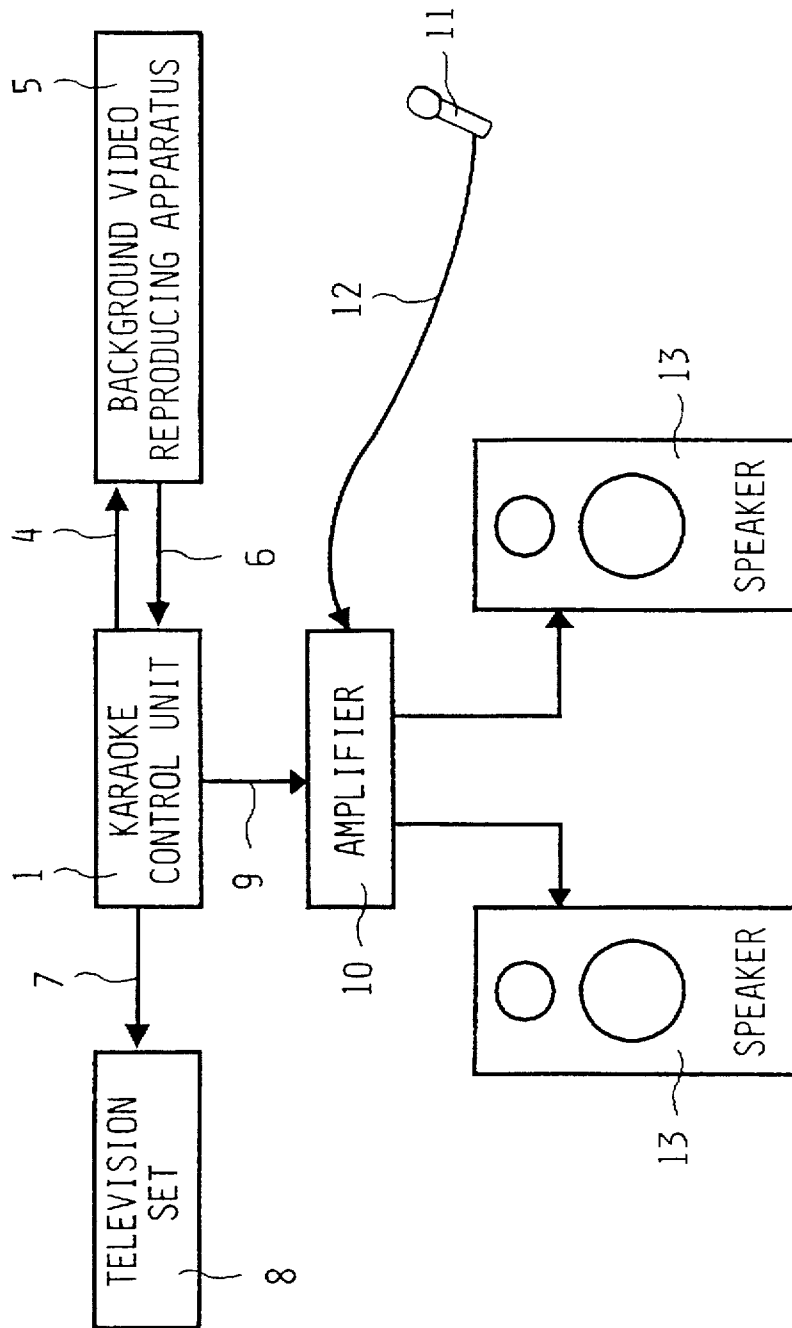 5
BACKGROUND VIDEO
REPRODUCING APPARATUS
4
6
1
KARAOKE
CONTROL UNIT
7
TELEVISION
SET
8
9
10
AMPLIFIER
12
11
13
SPEAKER
13
SPEAKER